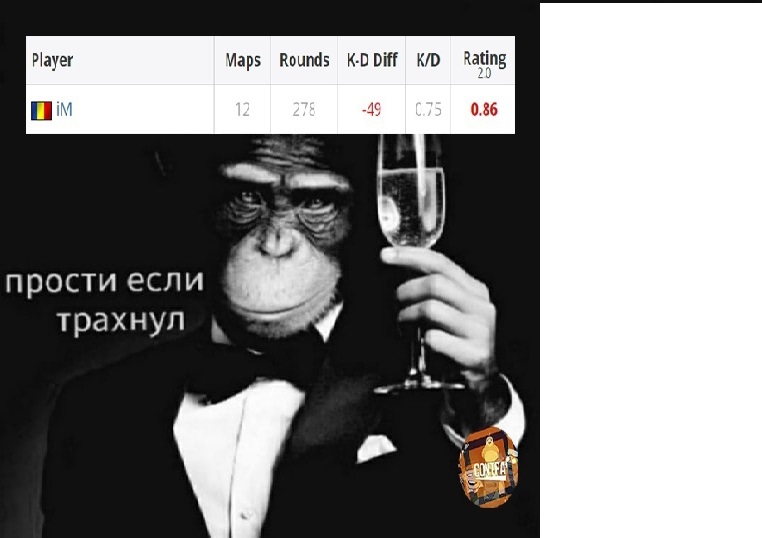 Player Maps Rounds K-D Diff K/D Rating 2.0
iM 12 278 -49 0.75 0.86
прости если
трахнул